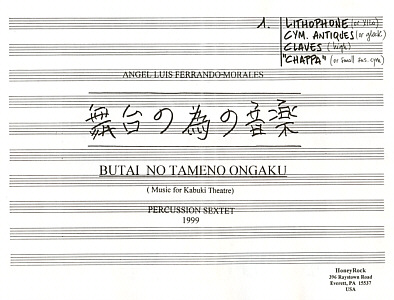 1. LITHOPHONE (or XILO)
CYM. ANTIQUES (or glock)
CLAVES (high)
"CHAPPA" (or small sus. cym)
ANGEL LUIS FERRANDO-MORALES
舞台の為の音楽
BUTAI NO TAMENO ONGAKU
( Music for Kabuki Theatre)
PERCUSSION SEXTET
1999
HoneyRock
396 Raystown Road
Everett, PA 15537
USA